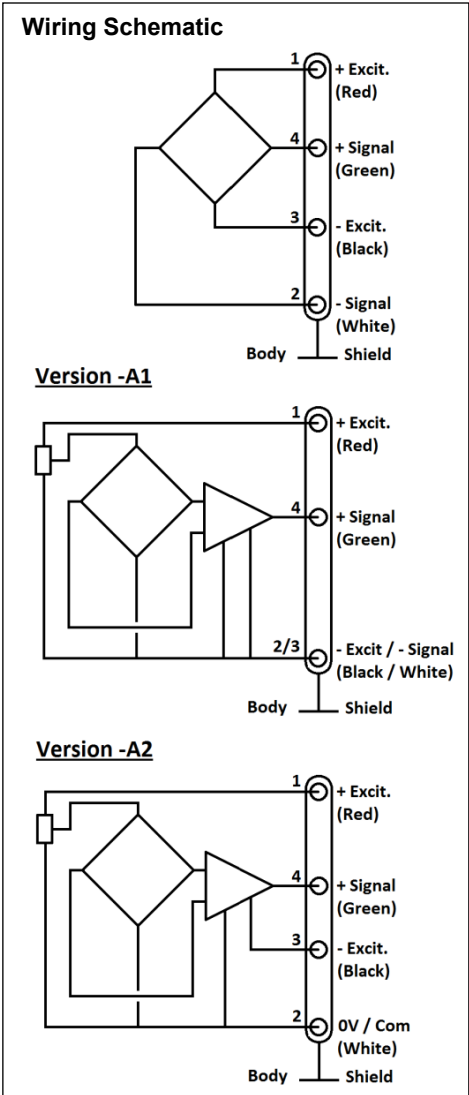 Wiring Schematic
1
+ Excit.
(Red)
4
+ Signal
(Green)
3
- Excit.
(Black)
2
- Signal
(White)
Body
Shield
Version -A1
1
+ Excit.
(Red)
4
+ Signal
(Green)
2/3
- Excit / - Signal
(Black / White)
Body
Shield
Version -A2
1
+ Excit.
(Red)
4
+ Signal
(Green)
3
- Excit.
(Black)
2
0V / Com
(White)
Body
Shield